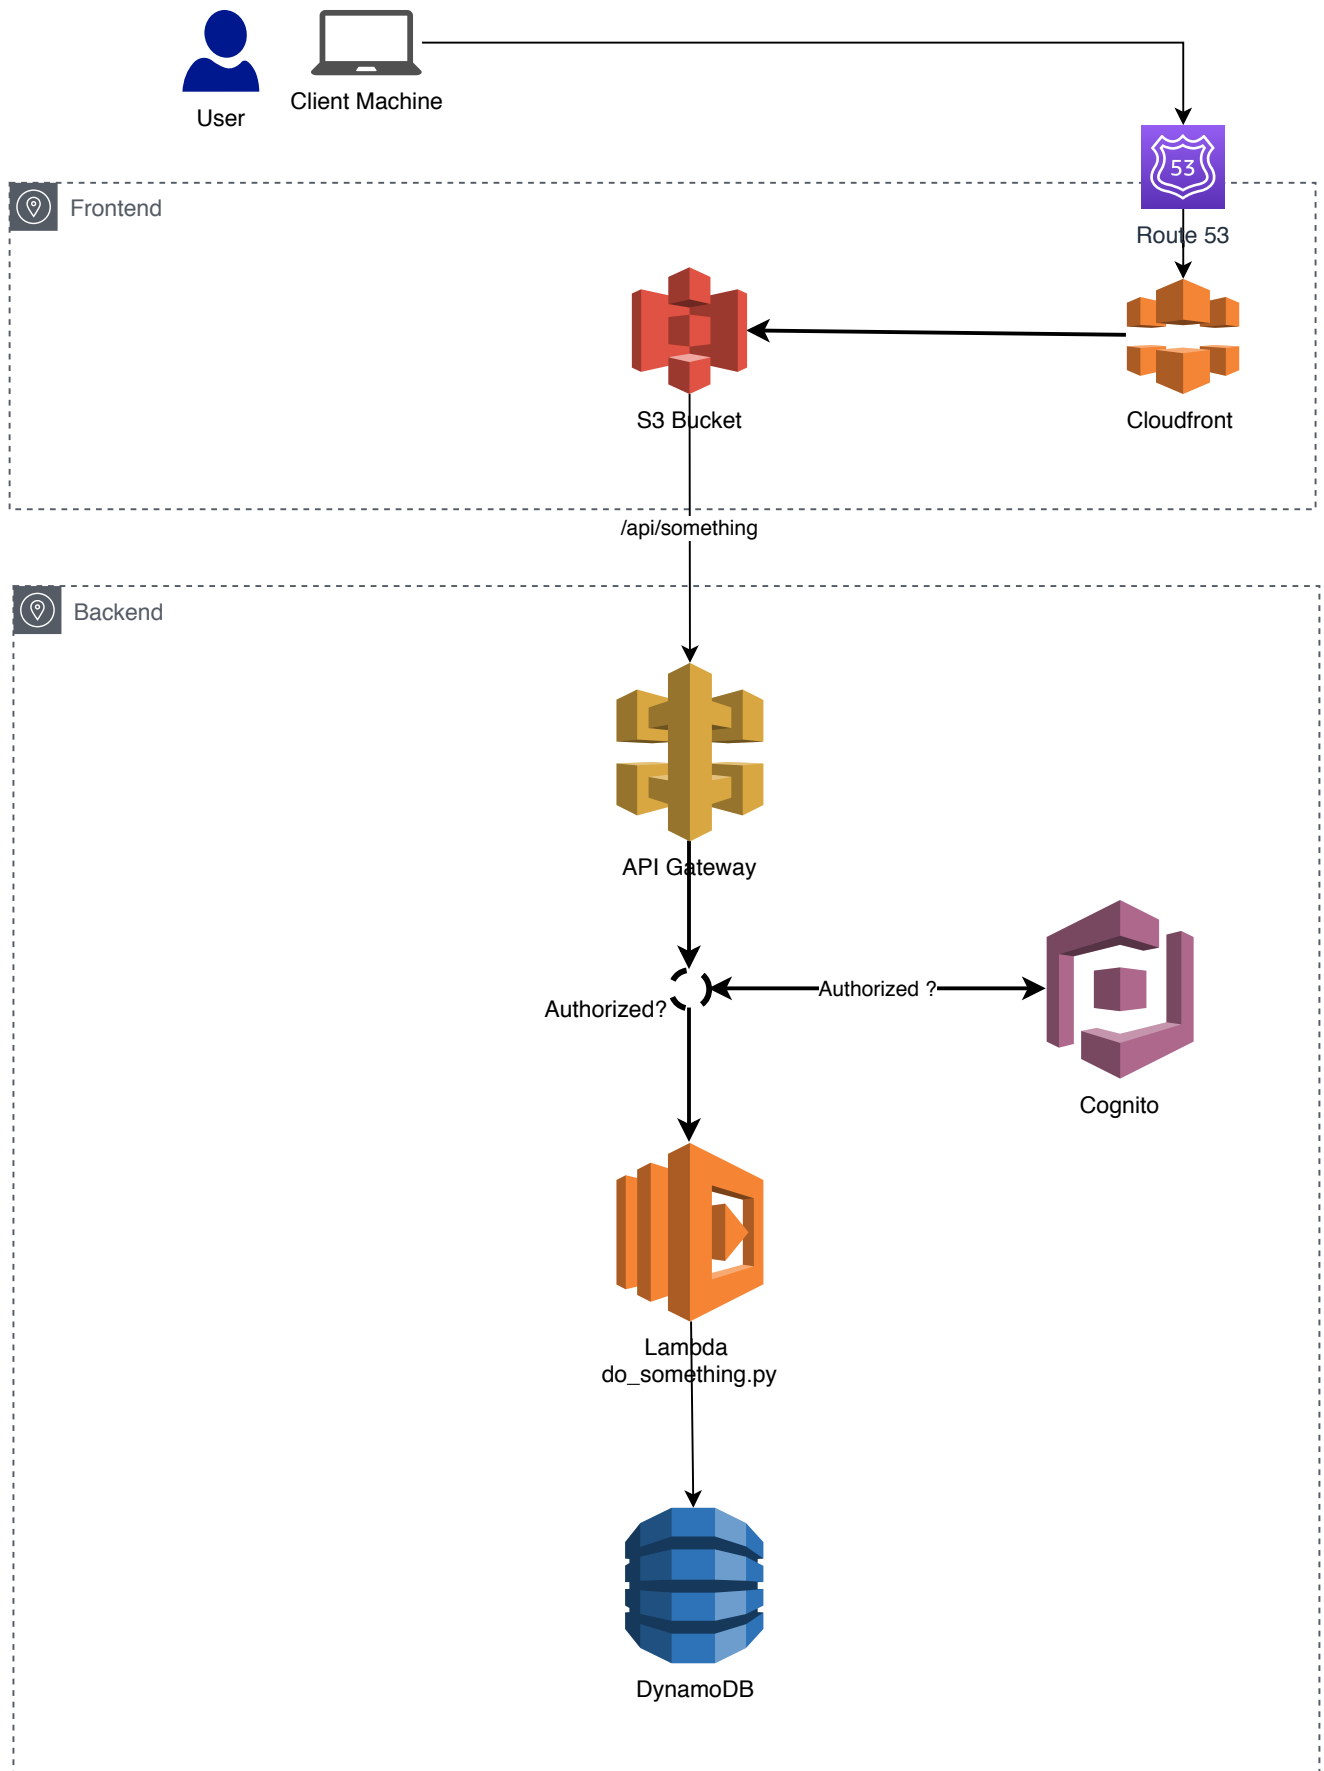 User
Client Machine
53
Route 53
Frontend
S3 Bucket
Cloudfront
/api/something
Backend
API Gateway
Authorized?
Authorized ?
Cognito
Lambda
do_something.py
DynamoDB